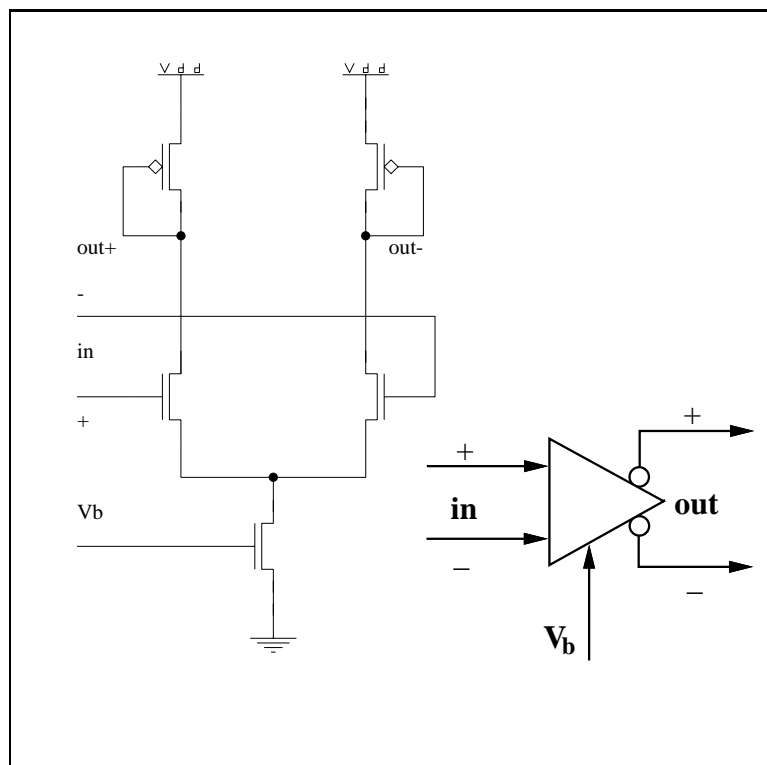 Vdd Vdd
out+ out-
-
in
+
Vb
+
in
−
Vb
+
out
−